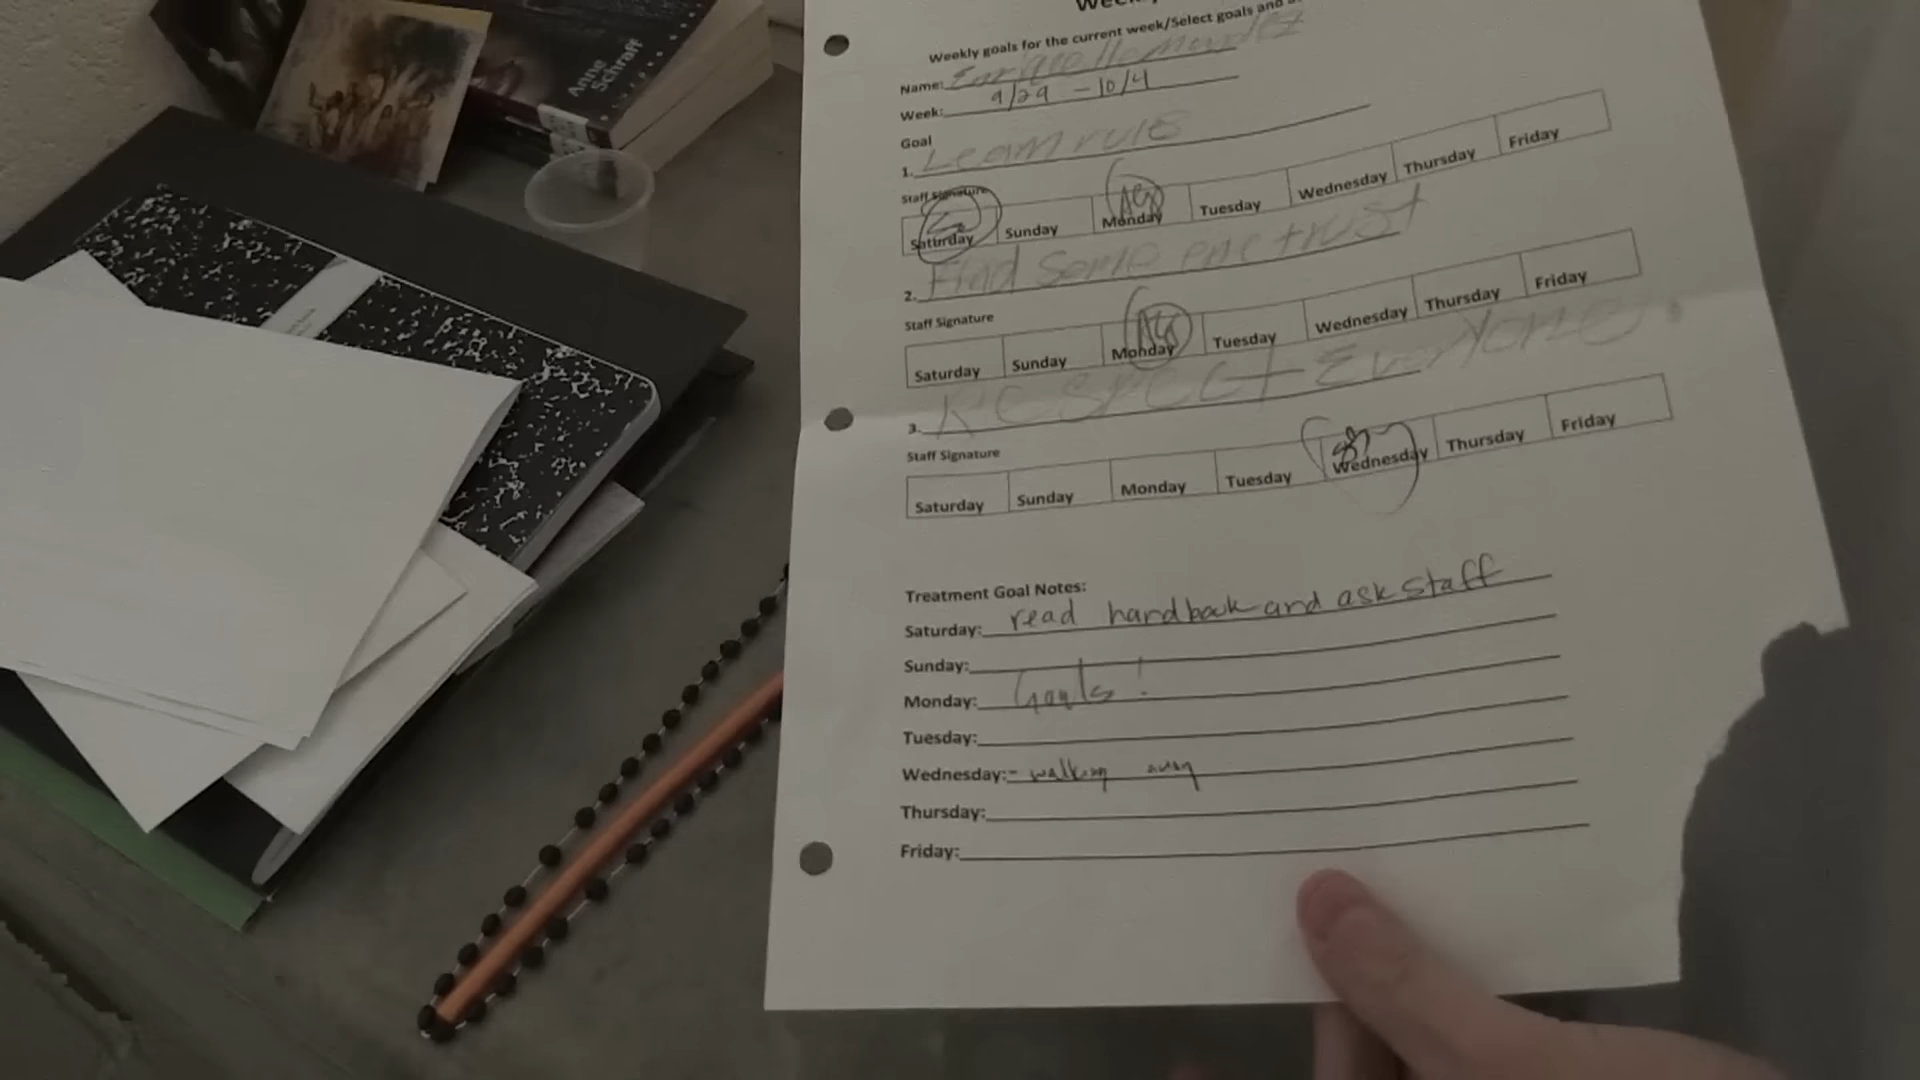 Anne
Schraff
Weekly goals for the current week/Select goals and
Name: Enrique Hernandez
Week: 9/29 - 10/4
Goal
1. Learn rule
Staff Signature
Saturday Sunday Monday Tuesday Wednesday Thursday Friday
2. Find some one trust
Staff Signature
Saturday Sunday Monday Tuesday Wednesday Thursday Friday
3. Respect Everyone.
Staff Signature
Saturday Sunday Monday Tuesday Wednesday Thursday Friday
Treatment Goal Notes:
Saturday: read handbook and ask staff
Sunday:
Monday: Goals!
Tuesday:
Wednesday: - walking away
Thursday:
Friday: